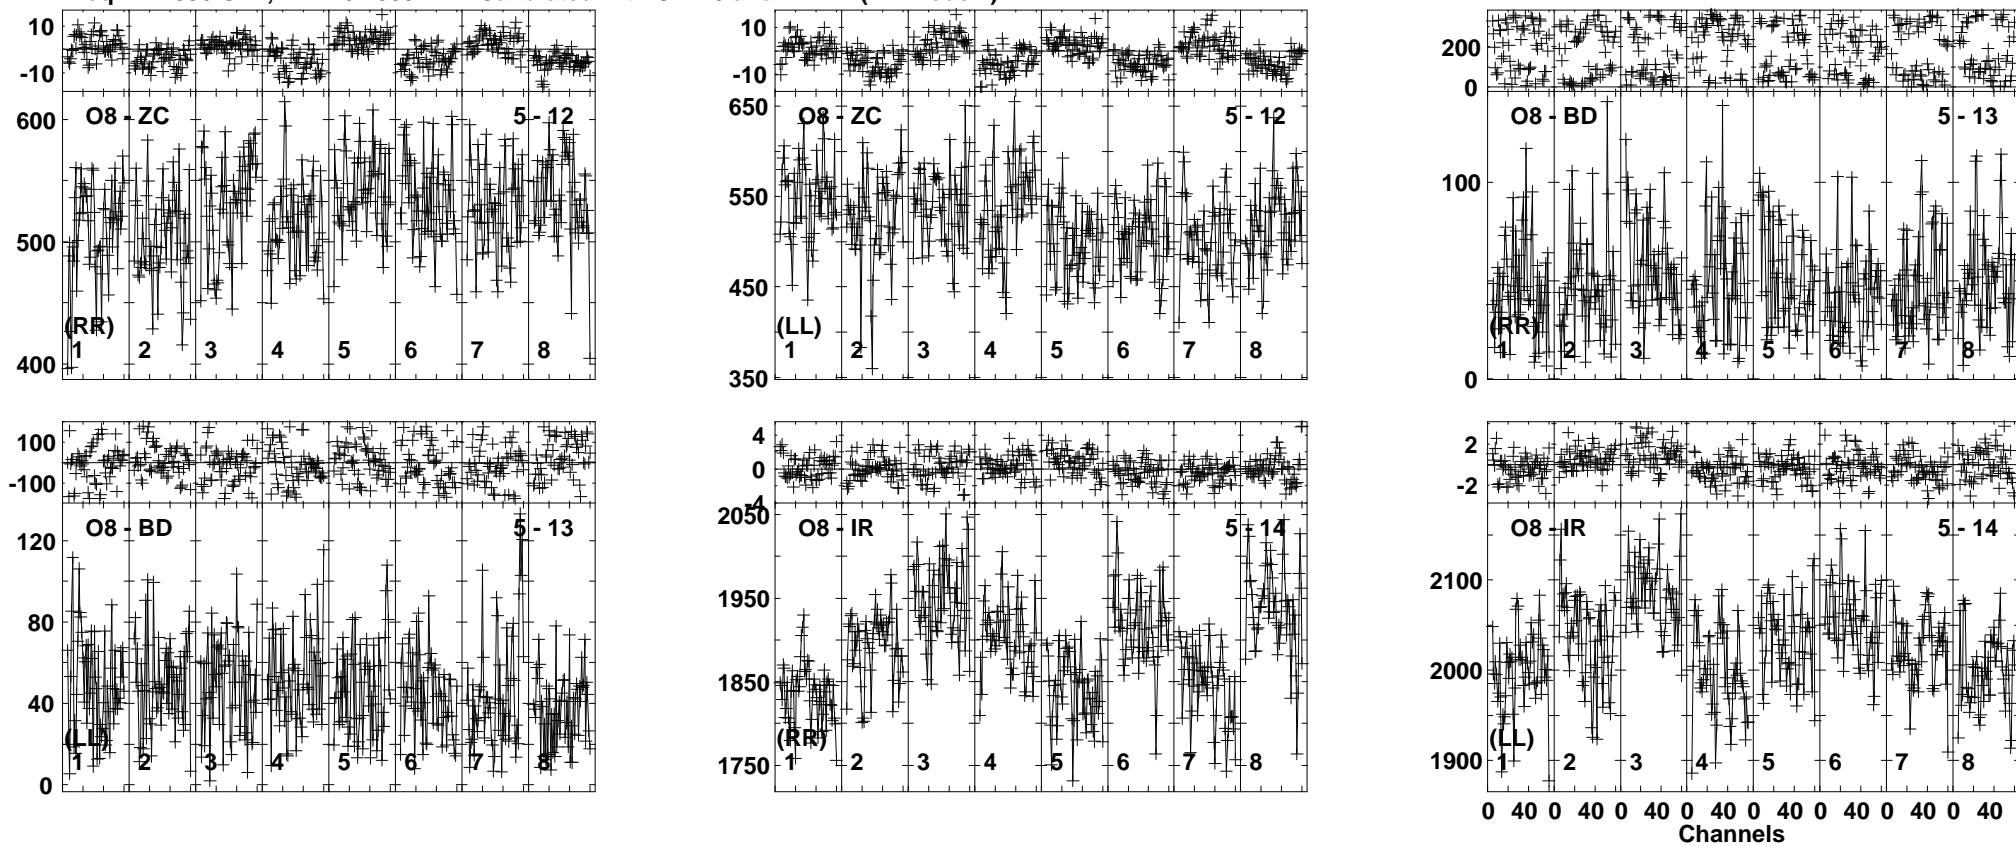 10
-10
O8 - ZC 5 - 12
600
500
400
(RR)
1 2 3 4 5 6 7 8
10
-10
O8 - ZC 5 - 12
650
550
450
350
(LL)
1 2 3 4 5 6 7 8
200
0
O8 - BD 5 - 13
100
0
(RR)
1 2 3 4 5 6 7 8
100
-100
O8 - BD 5 - 13
120
80
40
0
(LL)
1 2 3 4 5 6 7 8
4
0
-4
O8 - IR 5 - 14
2050
1950
1850
1750
(RR)
1 2 3 4 5 6 7 8
2
-2
O8 - IR 5 - 14
2100
2000
1900
(LL)
1 2 3 4 5 6 7 8
0 40 0 40 0 40 0 40 0 40 0 40 0 40 0 40
Channels